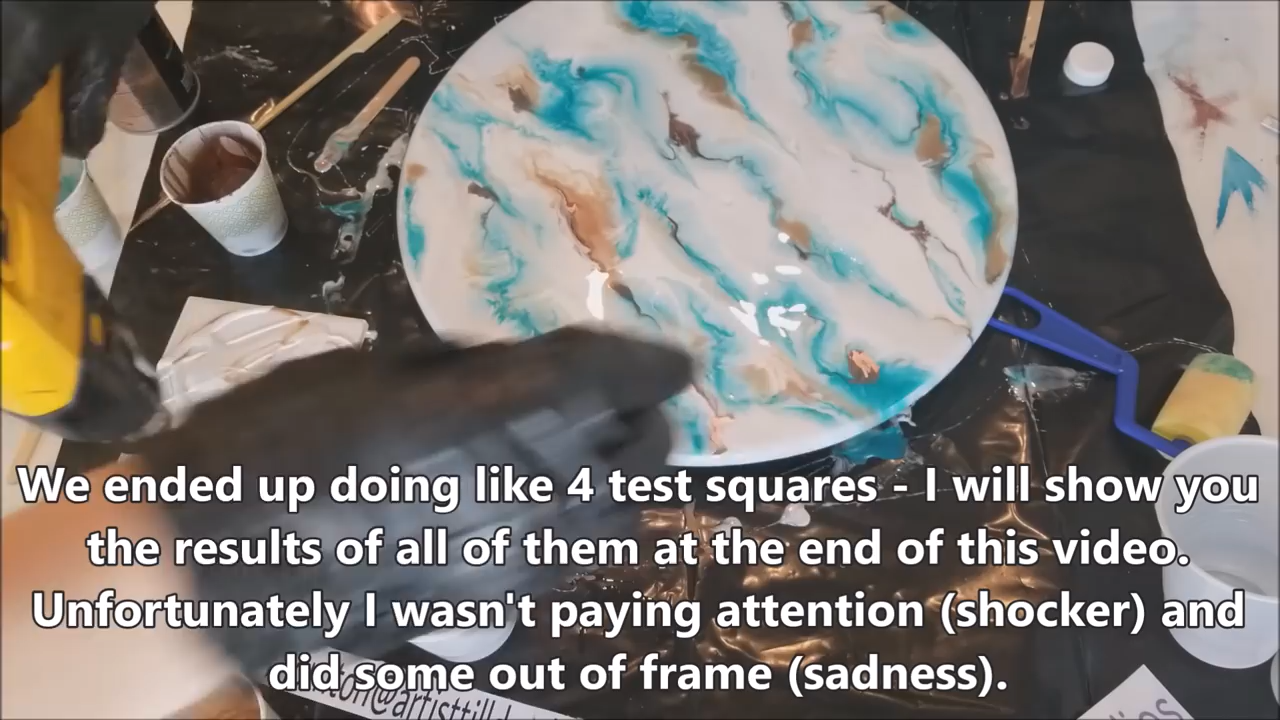 We ended up doing like 4 test squares - I will show you
the results of all of them at the end of this video.
Unfortunately I wasn't paying attention (shocker) and
did some out of frame (sadness).